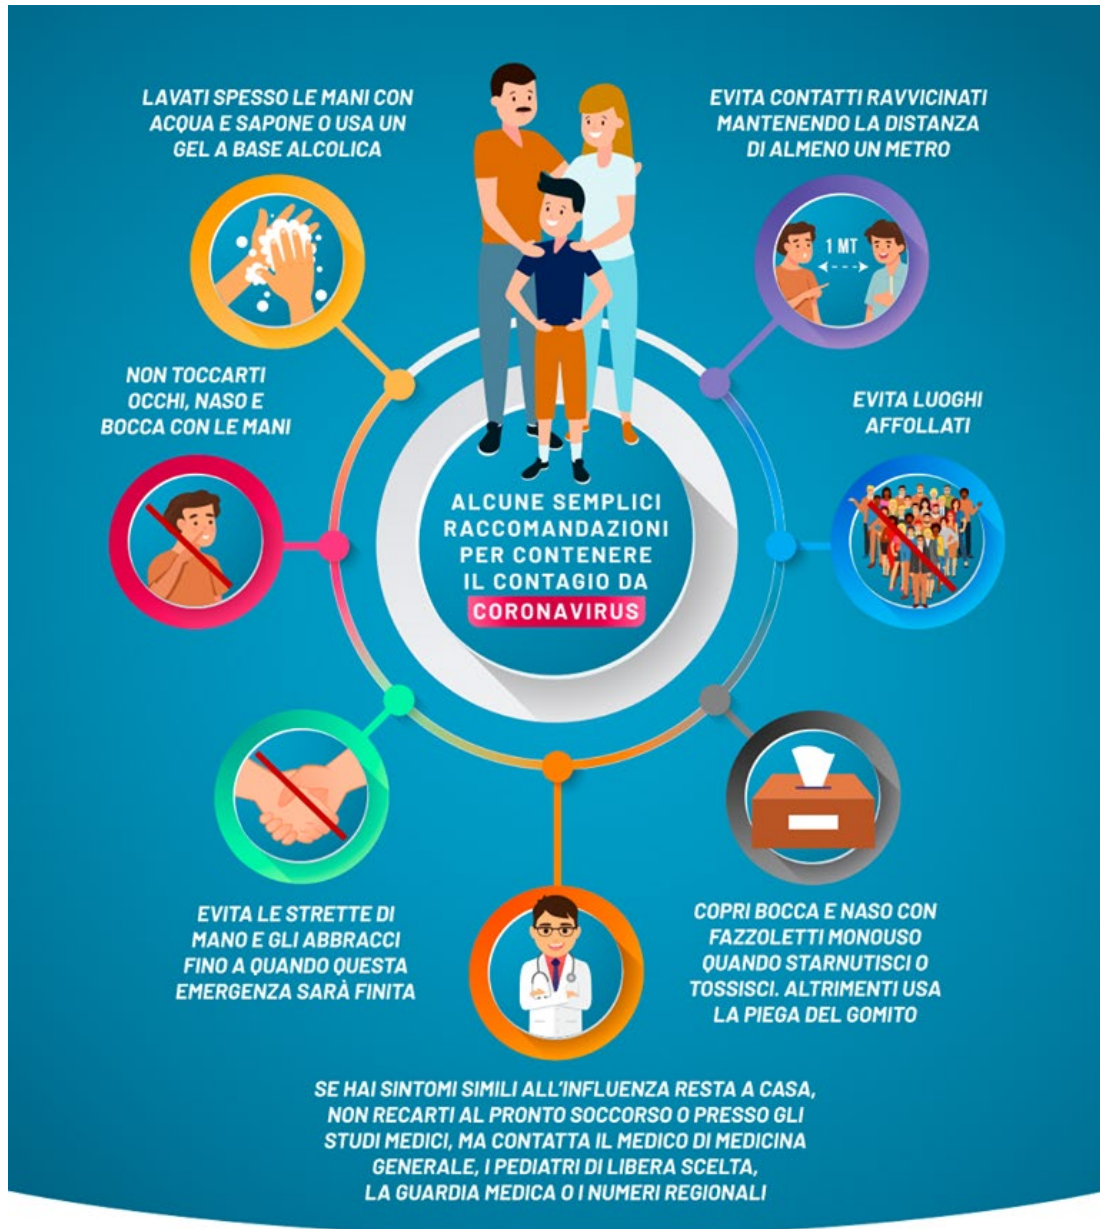 LAVATI SPESSO LE MANI CON
ACQUA E SAPONE O USA UN
GEL A BASE ALCOLICA
EVITA CONTATTI RAVVICINATI
MANTENENDO LA DISTANZA
DI ALMENO UN METRO
1 MT
NON TOCCARTI
OCCHI, NASO E
BOCCA CON LE MANI
EVITA LUOGHI
AFFOLLATI
ALCUNE SEMPLICI
RACCOMANDAZIONI
PER CONTENERE
IL CONTAGIO DA
CORONAVIRUS
EVITA LE STRETTE DI
MANO E GLI ABBRACCI
FINO A QUANDO QUESTA
EMERGENZA SARÀ FINITA
COPRI BOCCA E NASO CON
FAZZOLETTI MONOUSO
QUANDO STARNUTISCI O
TOSSISCI. ALTRIMENTI USA
LA PIEGA DEL GOMITO
SE HAI SINTOMI SIMILI ALL'INFLUENZA RESTA A CASA,
NON RECARTI AL PRONTO SOCCORSO O PRESSO GLI
STUDI MEDICI, MA CONTATTA IL MEDICO DI MEDICINA
GENERALE, I PEDIATRI DI LIBERA SCELTA,
LA GUARDIA MEDICA O I NUMERI REGIONALI